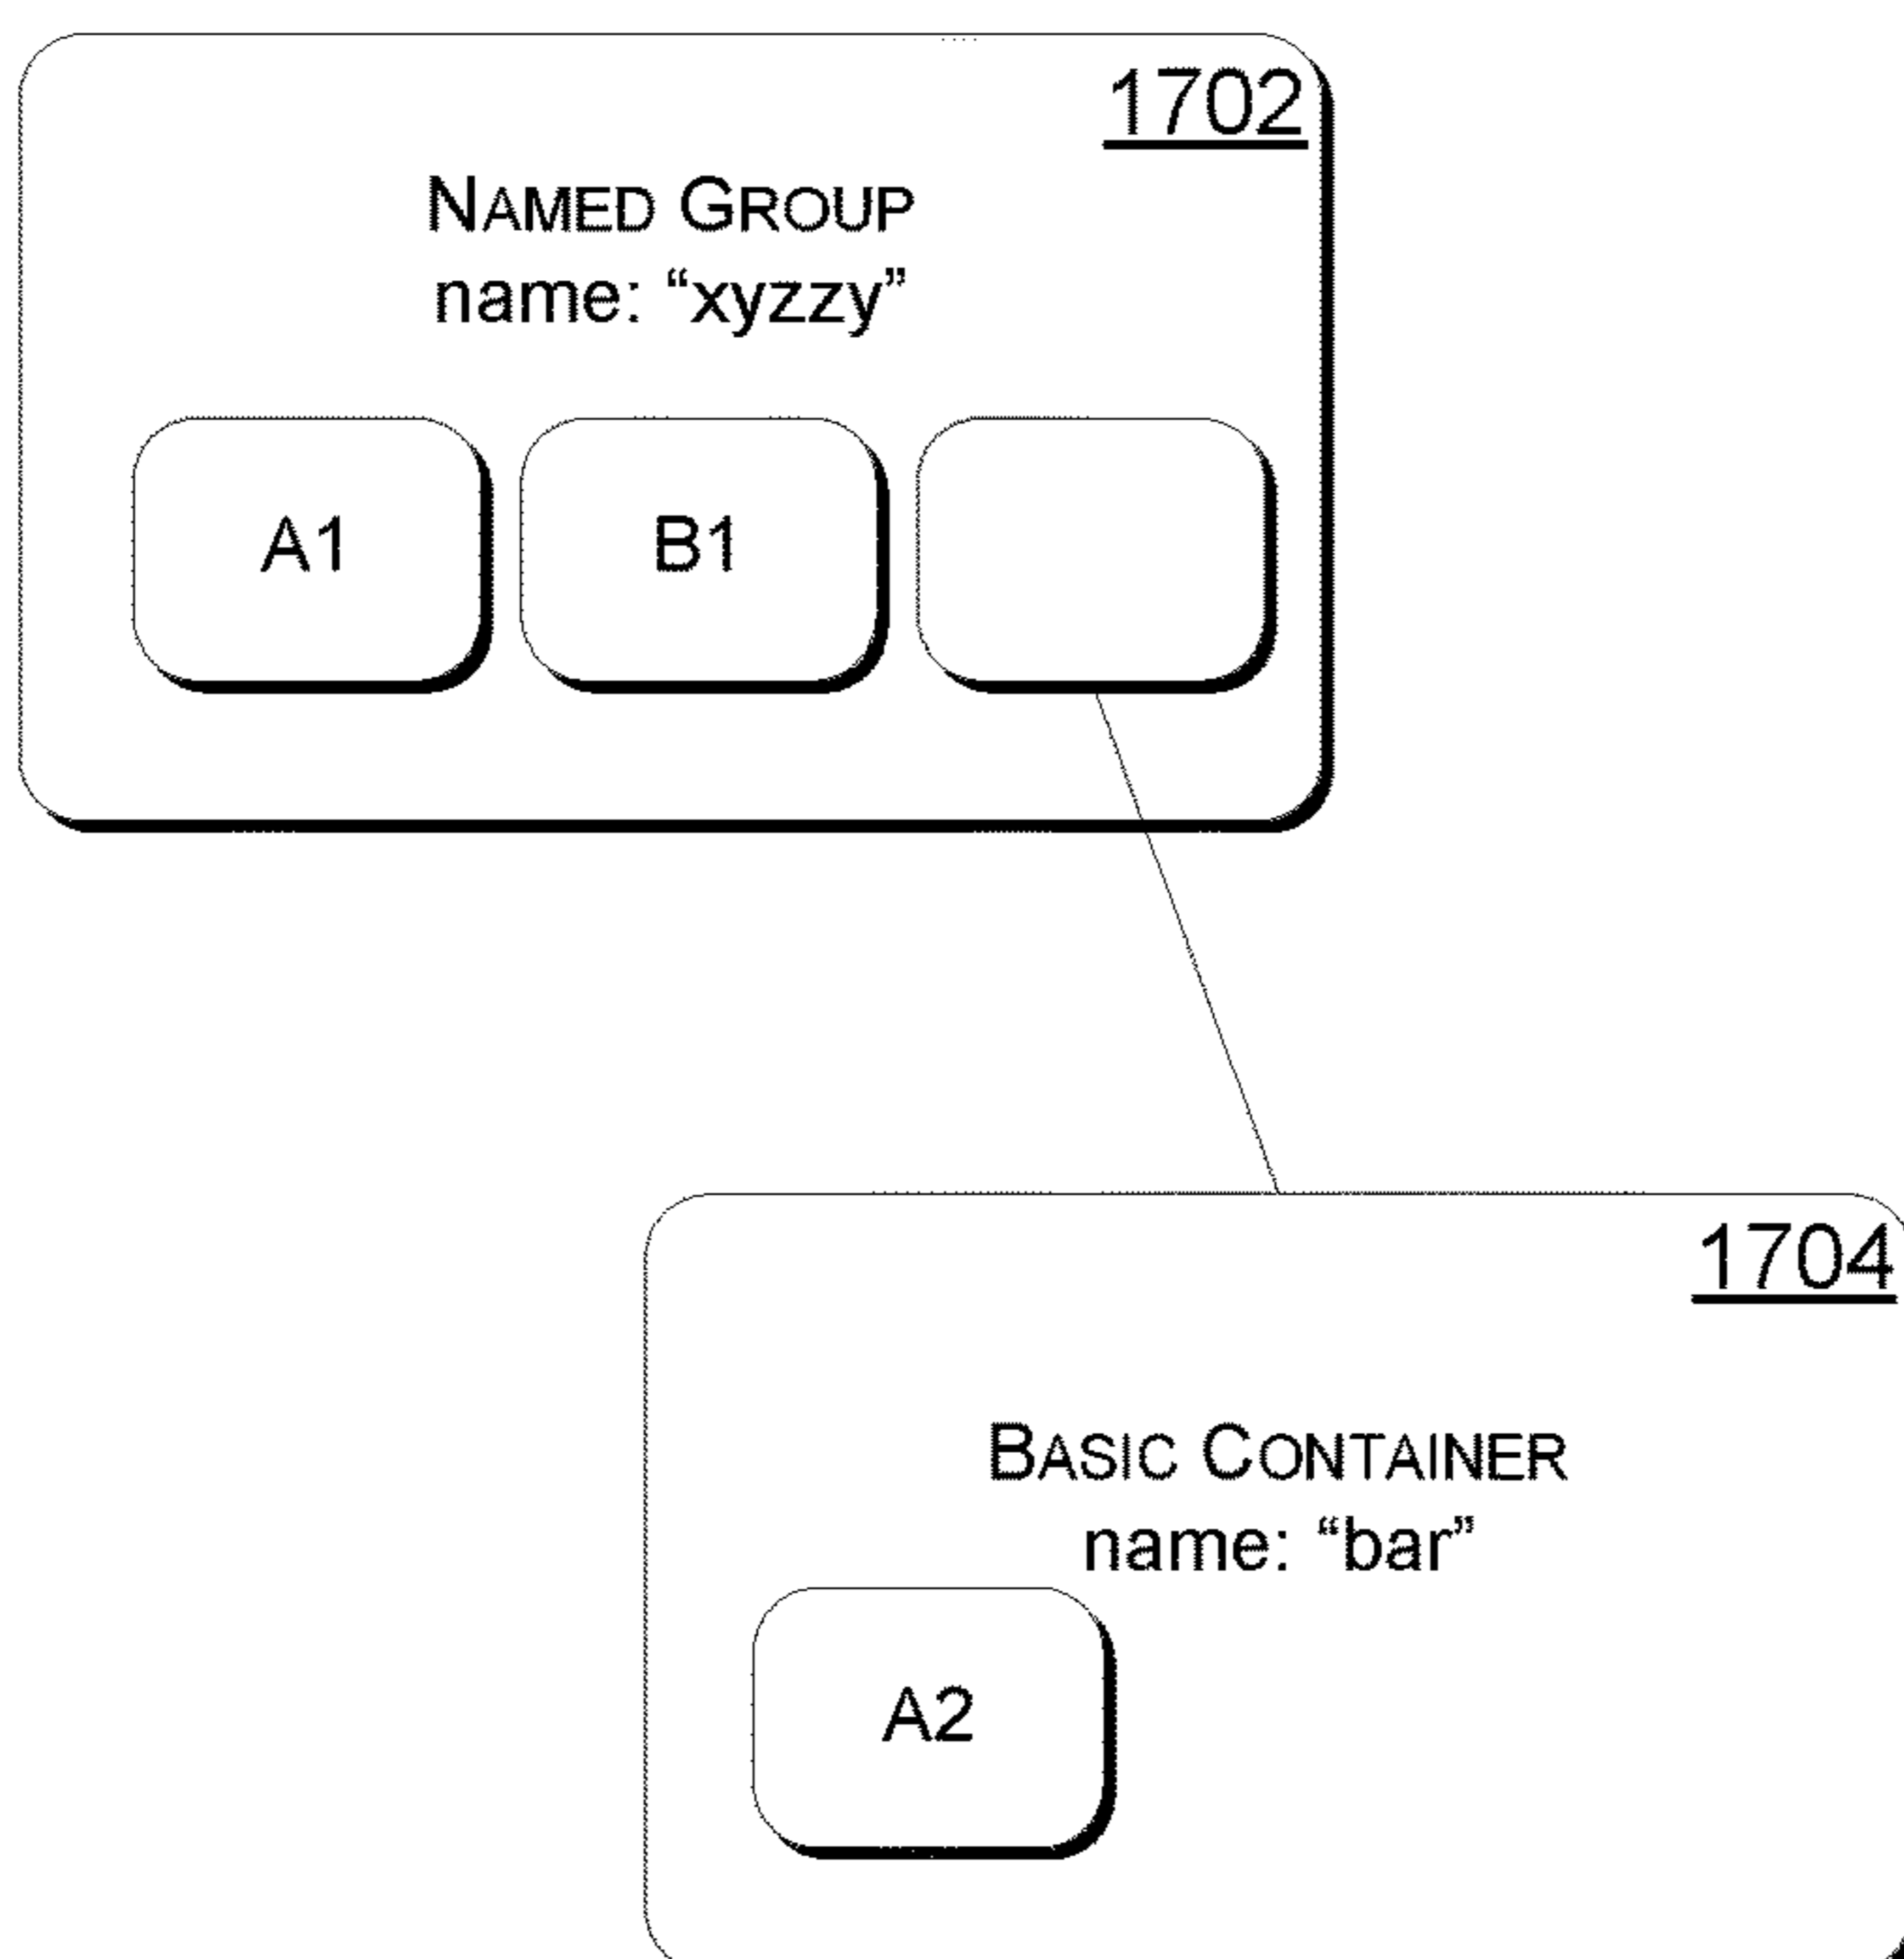 1702
NAMED GROUP
name: “xyzzy”
A1 B1
1704
BASIC CONTAINER
name: “bar”
A2